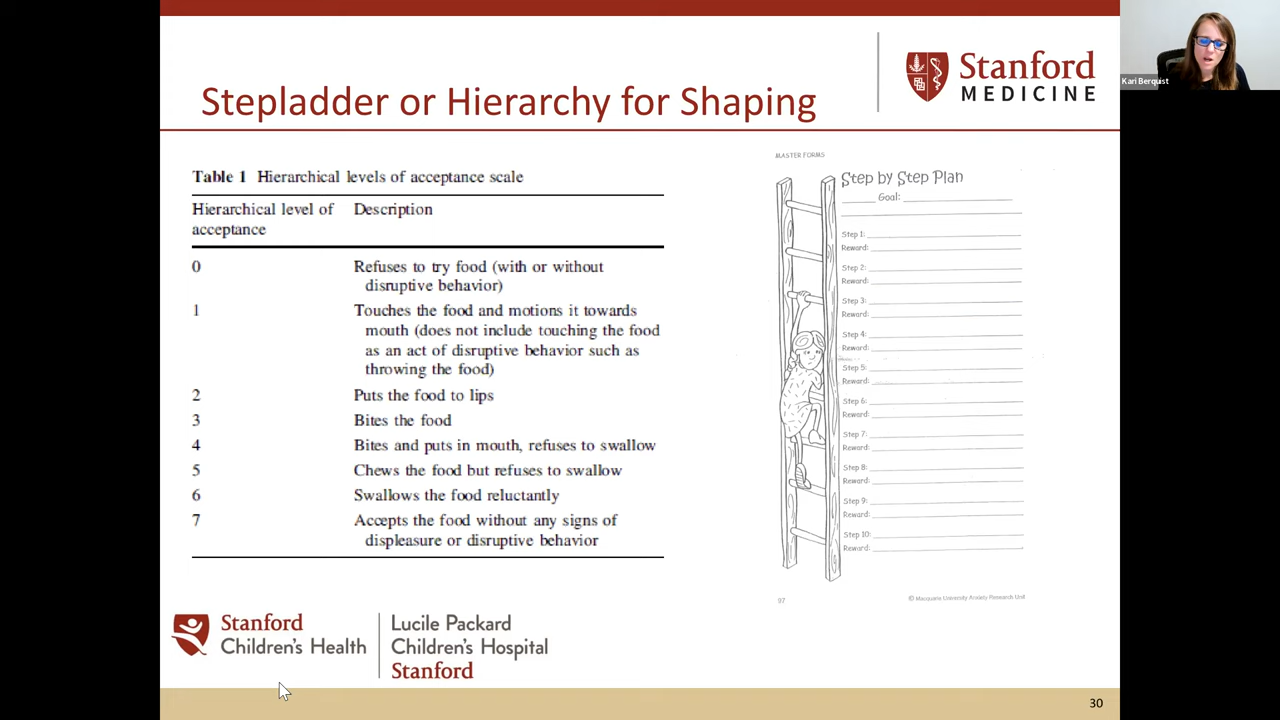 Stepladder or Hierarchy for Shaping
Stanford
MEDICINE
Kari Berquist
Table 1 Hierarchical levels of acceptance scale
Hierarchical level of
acceptance
Description
0
Refuses to try food (with or without
disruptive behavior)
1
Touches the food and motions it towards
mouth (does not include touching the food
as an act of disruptive behavior such as
throwing the food)
2
Puts the food to lips
3
Bites the food
4
Bites and puts in mouth, refuses to swallow
5
Chews the food but refuses to swallow
6
Swallows the food reluctantly
7
Accepts the food without any signs of
displeasure or disruptive behavior
MASTER FORMS
Step by Step Plan
Goal:
Step 1:
Reward:
Step 2:
Reward:
Step 3:
Reward:
Step 4:
Reward:
Step 5:
Reward:
Step 6:
Reward:
Step 7:
Reward:
Step 8:
Reward:
Step 9:
Reward:
Step 10:
Reward:
97
© Macquarie University Anxiety Research Unit
Stanford
Children's Health
Lucile Packard
Children's Hospital
Stanford
30